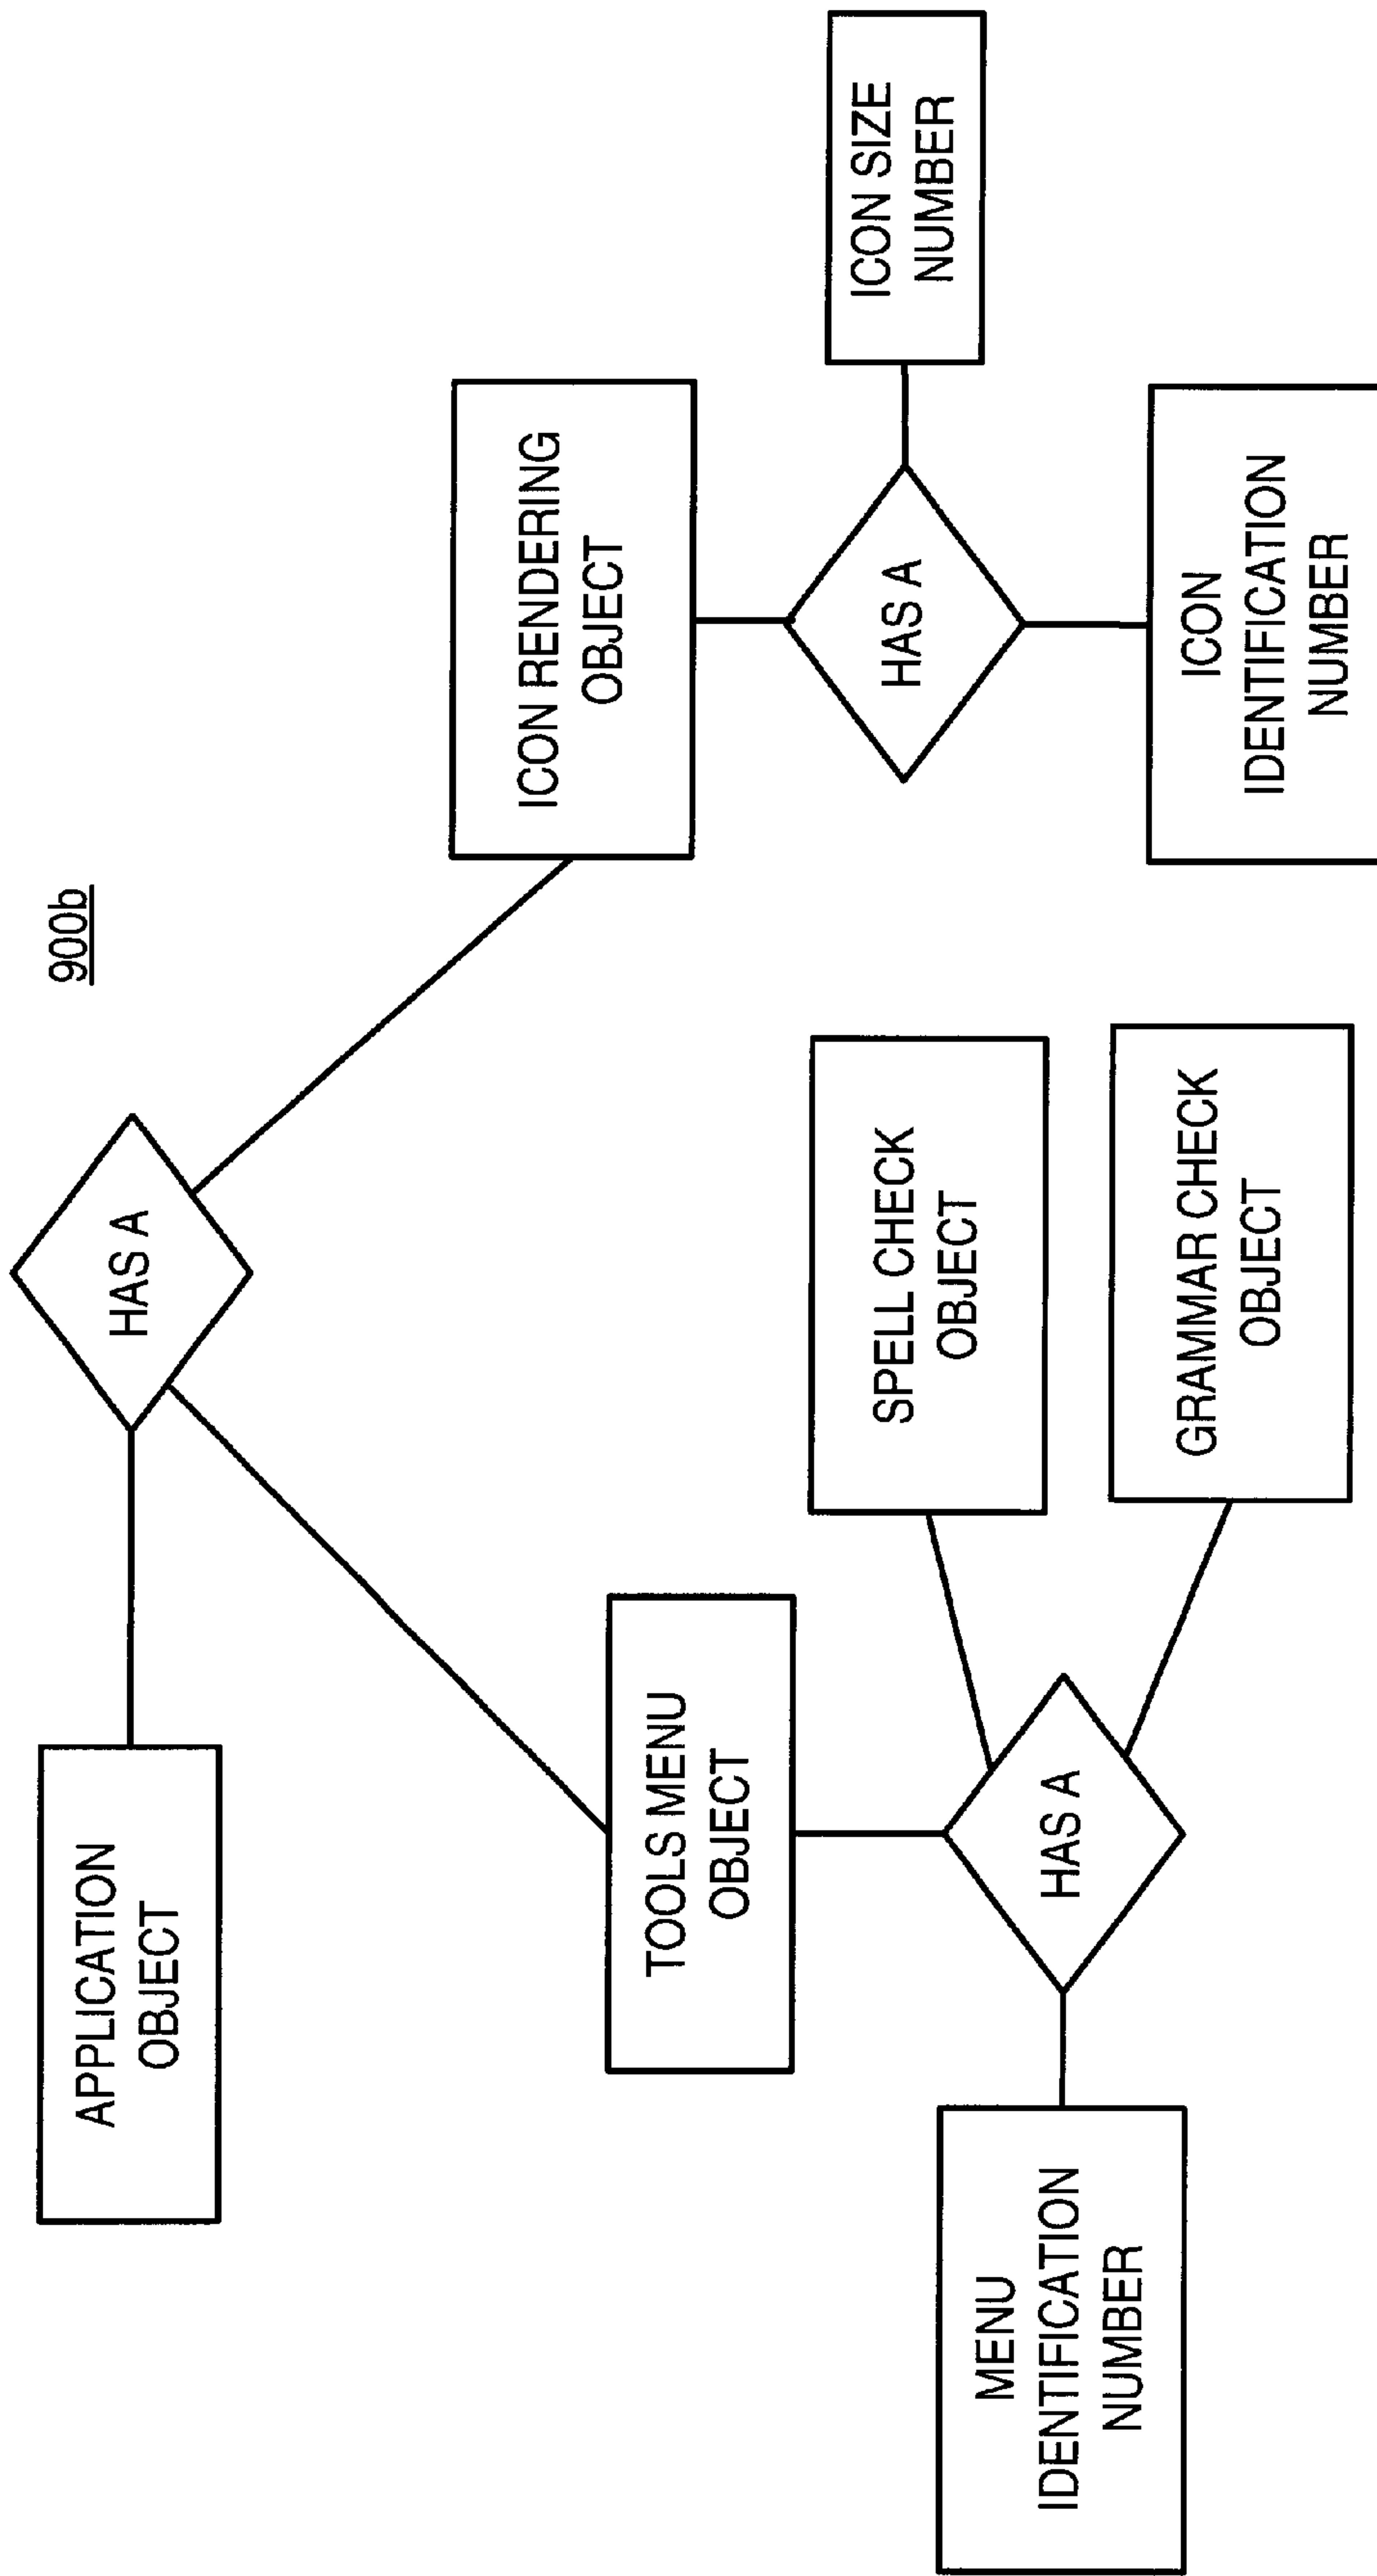 900b
APPLICATION
OBJECT
HAS A
TOOLS MENU
OBJECT
ICON RENDERING
OBJECT
MENU
IDENTIFICATION
NUMBER
HAS A
SPELL CHECK
OBJECT
GRAMMAR CHECK
OBJECT
HAS A
ICON SIZE
NUMBER
ICON
IDENTIFICATION
NUMBER